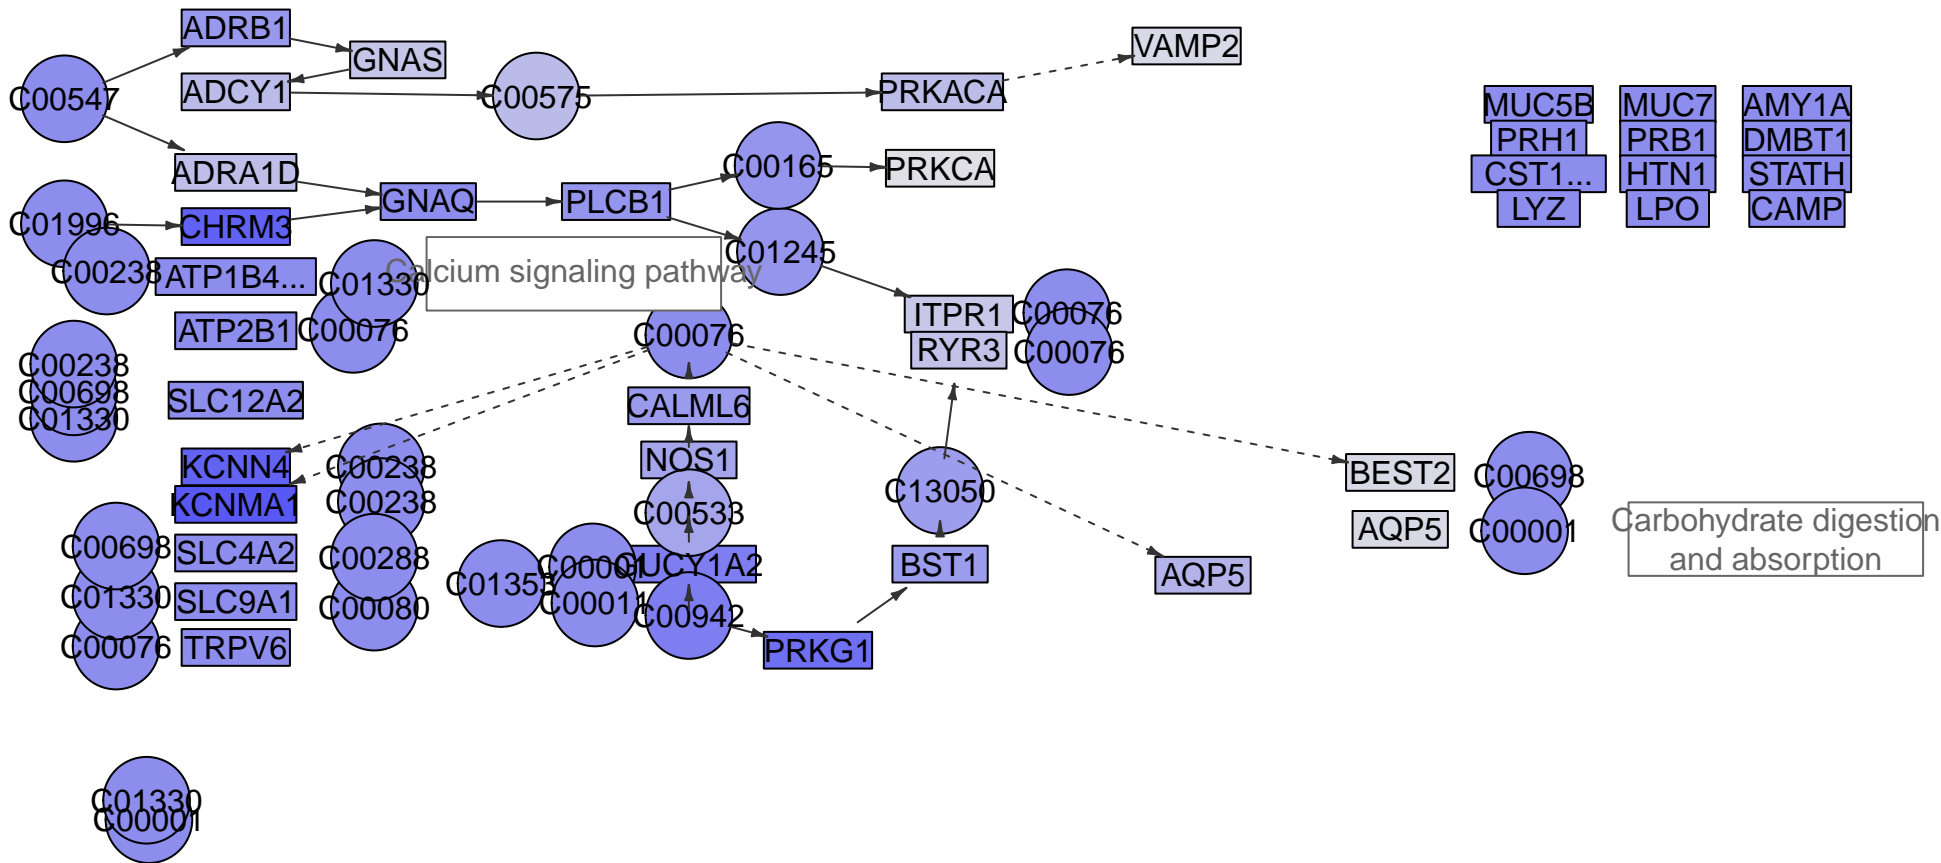 ADRB1
GNAS
VAMP2
C00547
ADCY1
C00575
PRKACA
MUC5B
MUC7
AMY1A
PRH1
PRB1
DMBT1
CST1...
HTN1
STATH
LYZ
LPO
CAMP
ADRA1D
C00165
PRKCA
GNAQ
PLCB1
C01996
CHRM3
C01245
C00238
ATP1B4...
C01330
Calcium signaling pathway
ATP2B1
C00076
C00076
ITPR1
C00076
RYR3
C00076
C00238
C00698
C01330
SLC12A2
CALML6
KCNN4
C00238
NOS1
KCNMA1
C00238
C00533
C13050
BEST2
C00698
AQP5
C00001
Carbohydrate digestion
and absorption
C00698
SLC4A2
C00288
C01353
C00001
GUCY1A2
BST1
AQP5
C01330
SLC9A1
C00080
C00011
C00942
C00076
TRPV6
PRKG1
C01330
C00001